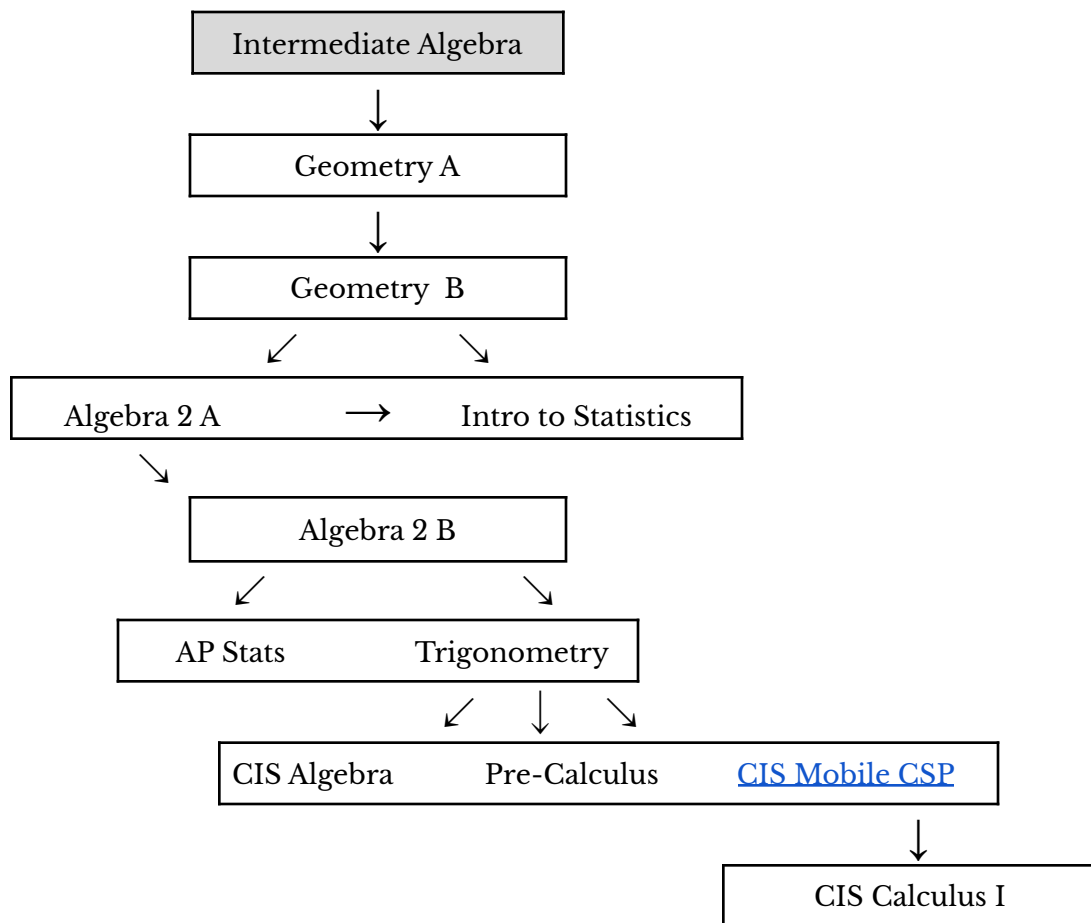 Intermediate Algebra
↓
Geometry A
↓
Geometry  B
↙ ↘
Algebra 2 A → Intro to Statistics
↘
Algebra 2 B
↙ ↘
AP Stats Trigonometry
↙ ↓ ↘
CIS Algebra Pre-Calculus CIS Mobile CSP
↓
CIS Calculus I